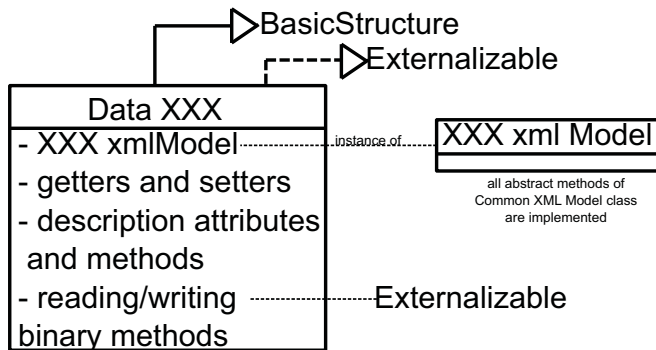 BasicStructure
Externalizable
Data XXX
- XXX xmlModel
instance of
XXX xml Model
- getters and setters
all abstract methods of
Common XML Model class
are implemented
- description attributes
and methods
- reading/writing
Externalizable
binary methods